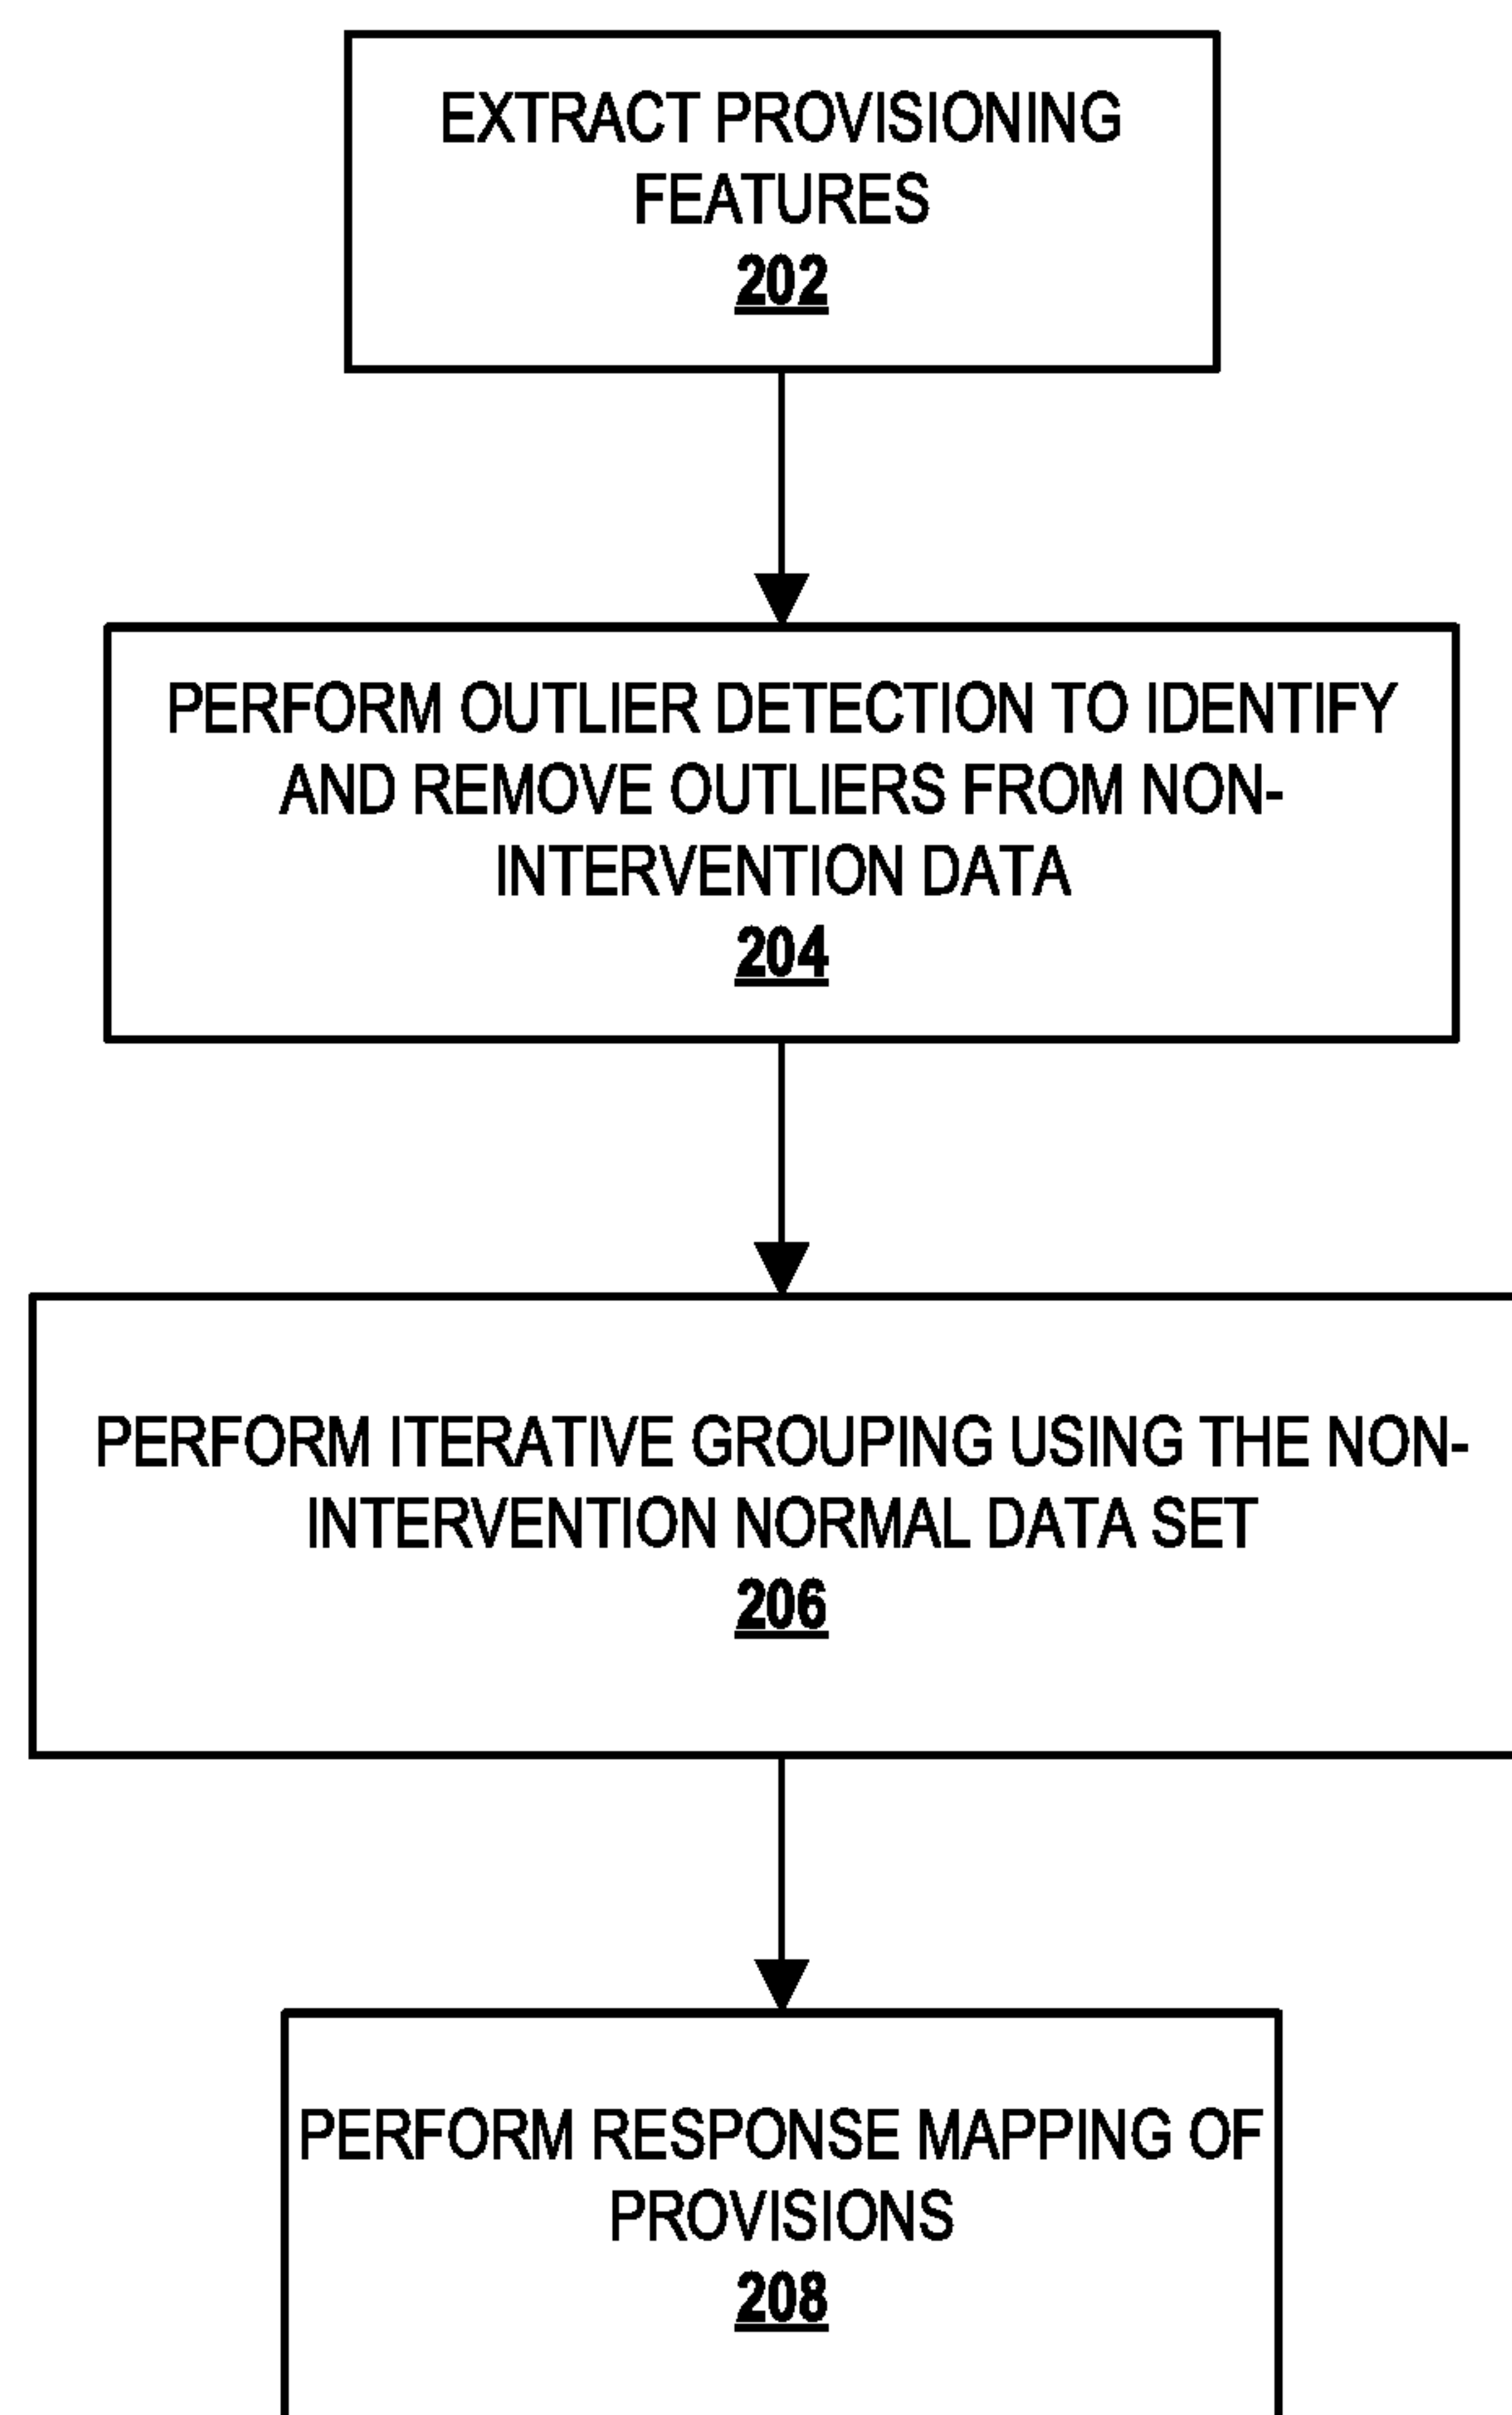 EXTRACT PROVISIONING
FEATURES
202
PERFORM OUTLIER DETECTION TO IDENTIFY
AND REMOVE OUTLIERS FROM NON-
INTERVENTION DATA
204
PERFORM ITERATIVE GROUPING USING THE NON-
INTERVENTION NORMAL DATA SET
206
PERFORM RESPONSE MAPPING OF
PROVISIONS
208